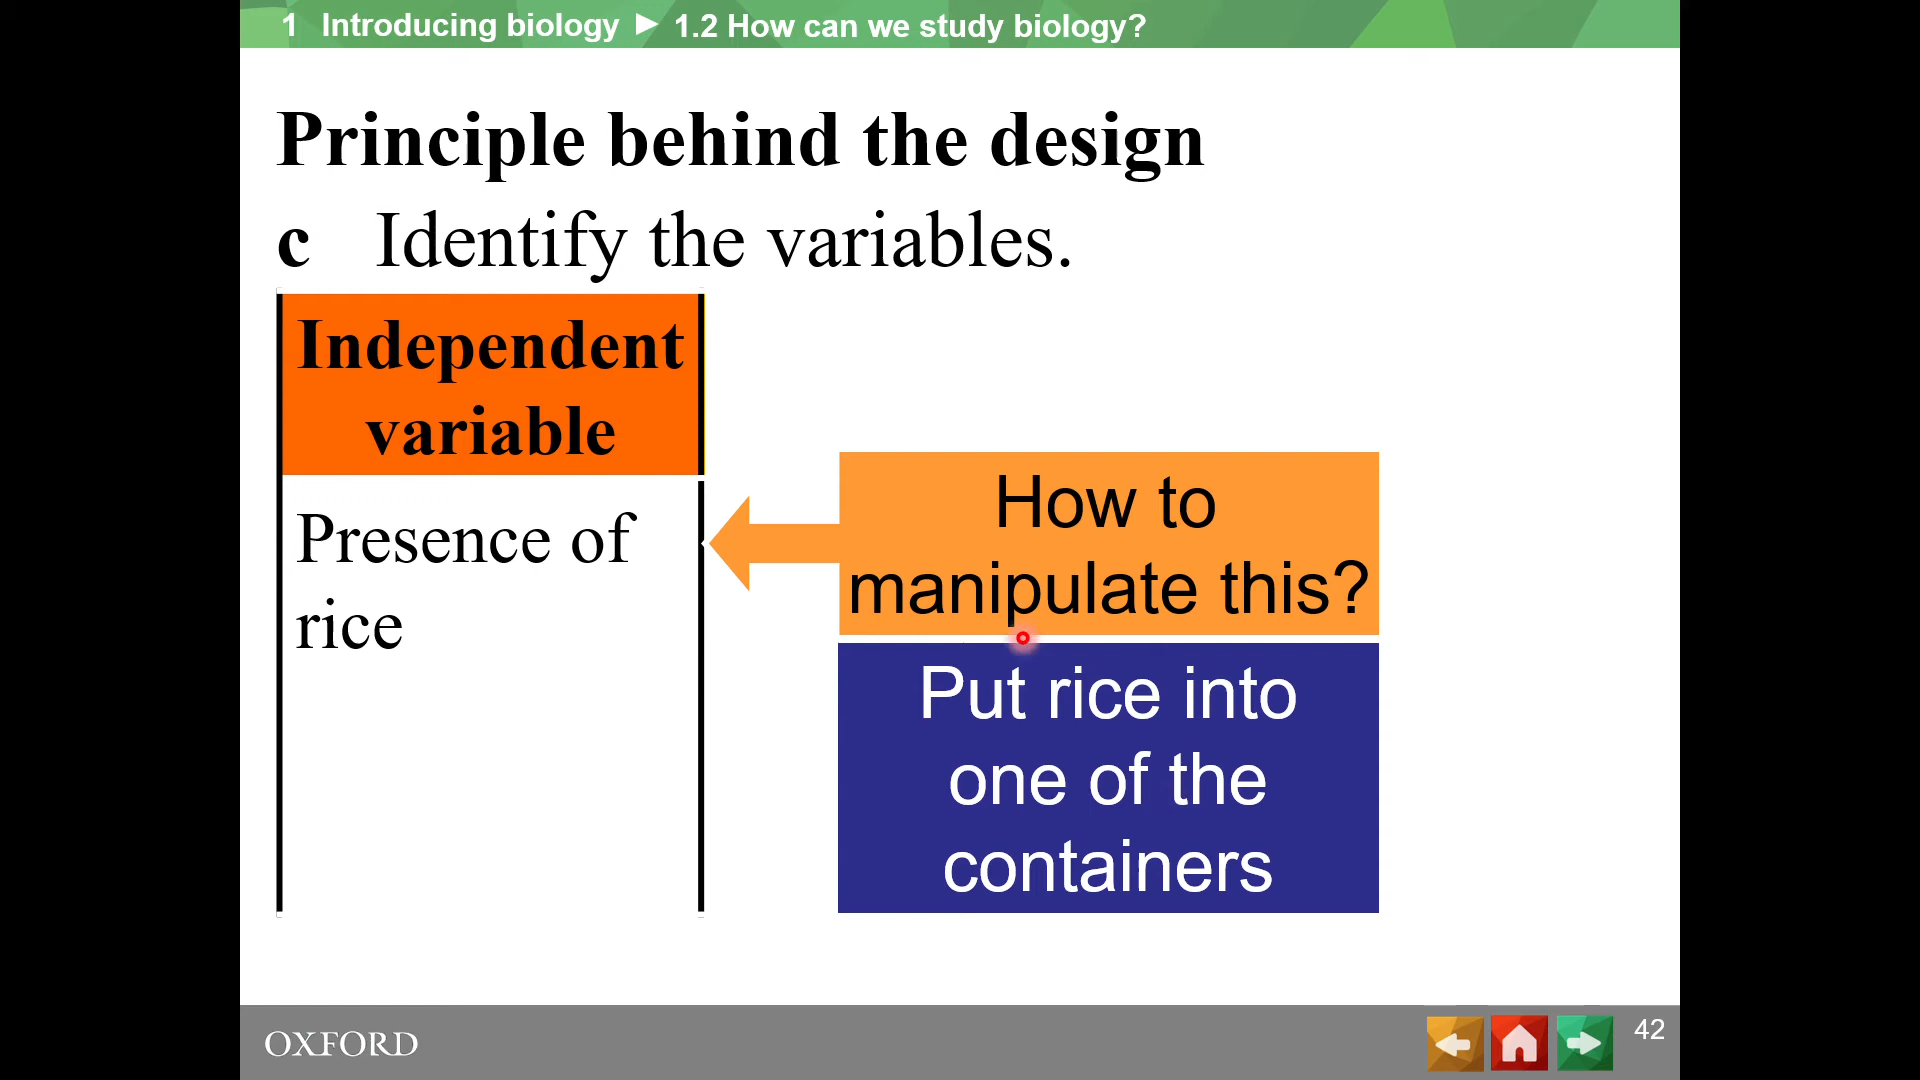 1 Introducing biology ► 1.2 How can we study biology?
Principle behind the design
c Identify the variables.
Independent
variable
Presence of
rice
How to
manipulate this?
Put rice into
one of the
containers
OXFORD
42